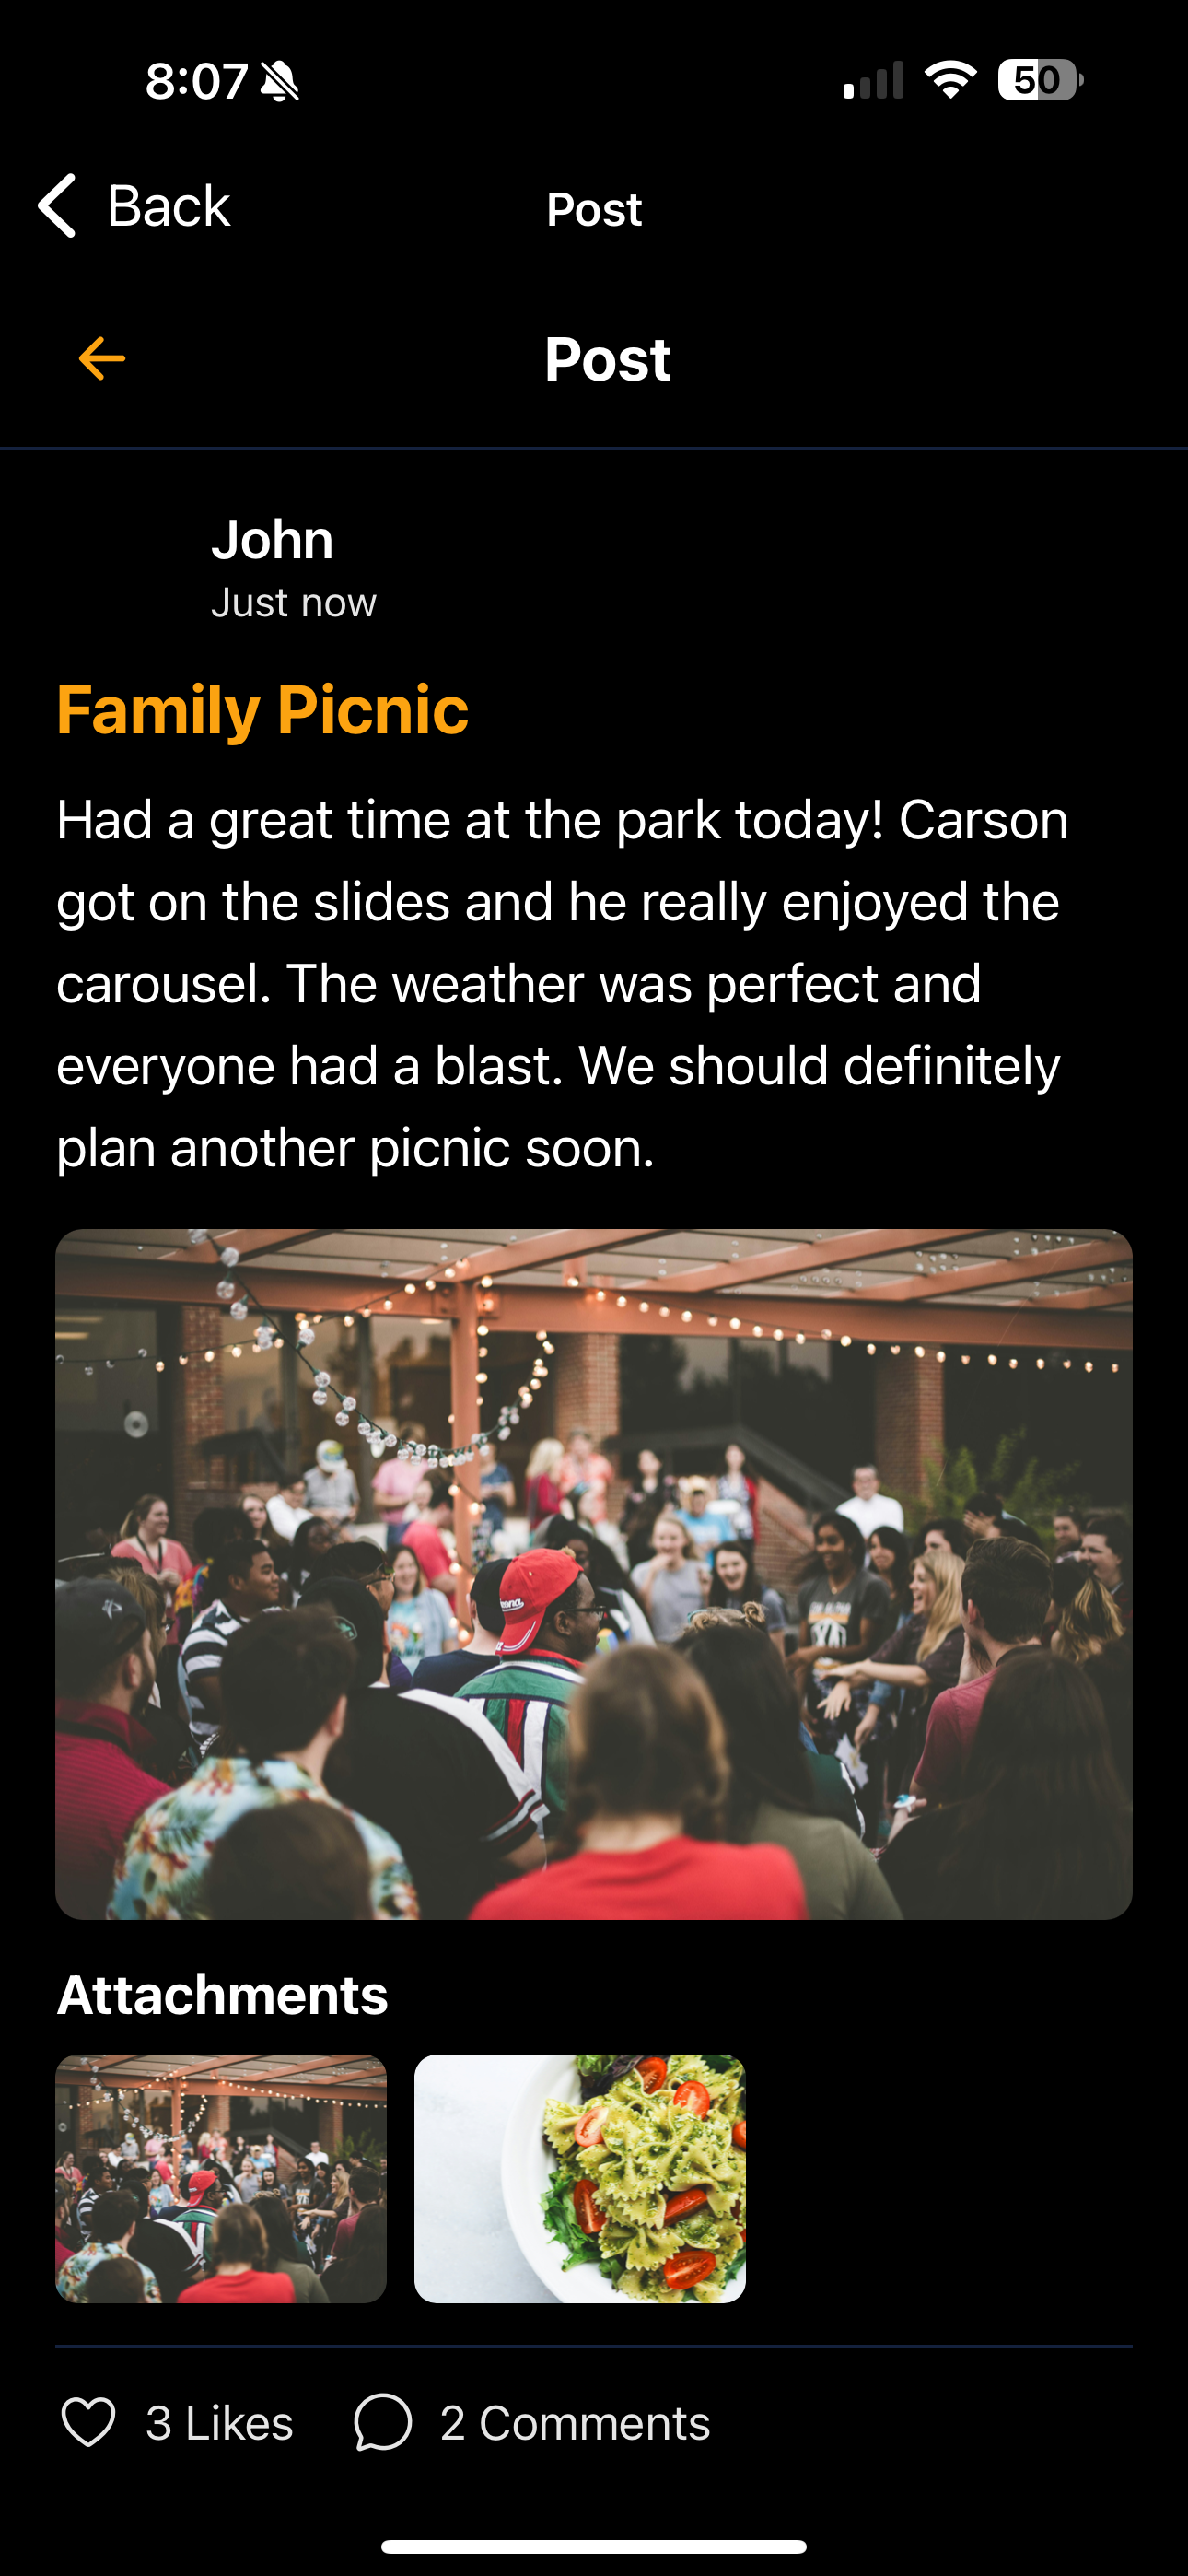 8:07
50
Back
Post
Post
John
Just now
Family Picnic
Had a great time at the park today! Carson
got on the slides and he really enjoyed the
carousel. The weather was perfect and
everyone had a blast. We should definitely
plan another picnic soon.
Attachments
3 Likes
2 Comments